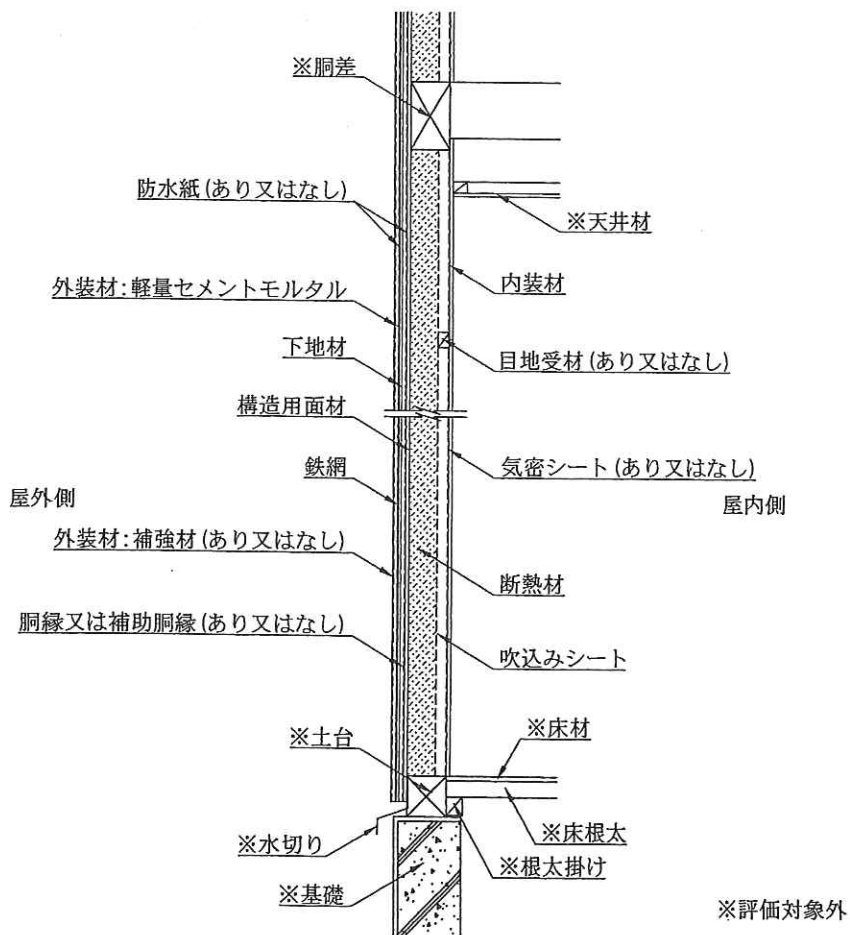 ※胴差
防水紙(あり又はなし)
※天井材
外装材:軽量セメントモルタル
内装材
下地材
目地受材(あり又はなし)
構造用面材
鉄網
気密シート(あり又はなし)
屋外側
屋内側
外装材:補強材(あり又はなし)
断熱材
胴縁又は補助胴縁(あり又はなし)
吹込みシート
※土台
※床材
※水切り
※床根太
※根太掛け
※基礎
※評価対象外